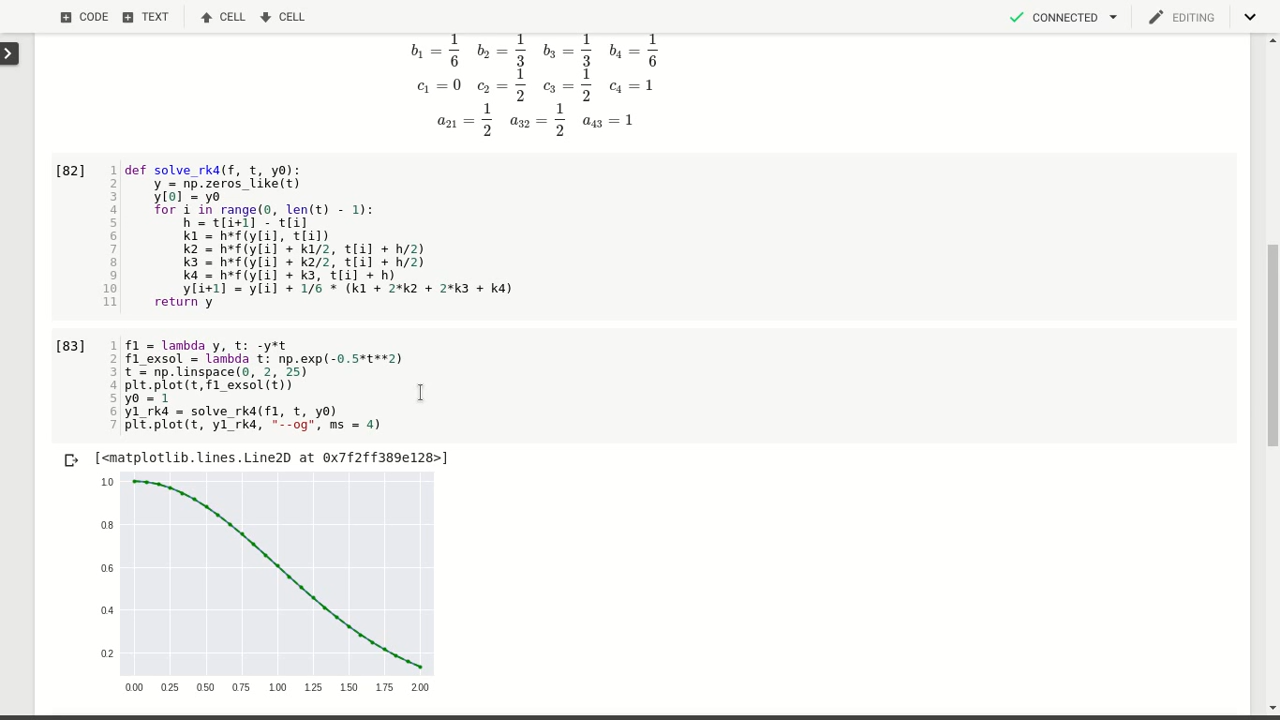 CODE TEXT CELL CELL CONNECTED EDITING
b₁ = 1/6 b₂ = 1/3 b₃ = 1/3 b₄ = 1/6
c₁ = 0 c₂ = 1/2 c₃ = 1/2 c₄ = 1
a₂₁ = 1/2 a₃₂ = 1/2 a₄₃ = 1
[82]
1 def solve_rk4(f, t, y0):
2     y = np.zeros_like(t)
3     y[0] = y0
4     for i in range(0, len(t) - 1):
5         h = t[i+1] - t[i]
6         k1 = h*f(y[i], t[i])
7         k2 = h*f(y[i] + k1/2, t[i] + h/2)
8         k3 = h*f(y[i] + k2/2, t[i] + h/2)
9         k4 = h*f(y[i] + k3, t[i] + h)
10         y[i+1] = y[i] + 1/6 * (k1 + 2*k2 + 2*k3 + k4)
11     return y
[83]
1 f1 = lambda y, t: -y*t
2 f1_exsol = lambda t: np.exp(-0.5*t**2)
3 t = np.linspace(0, 2, 25)
4 plt.plot(t,f1_exsol(t))
5 y0 = 1
6 y1_rk4 = solve_rk4(f1, t, y0)
7 plt.plot(t, y1_rk4, "--og", ms = 4)
[<matplotlib.lines.Line2D at 0x7f2ff389e128>]
1.0
0.8
0.6
0.4
0.2
0.00 0.25 0.50 0.75 1.00 1.25 1.50 1.75 2.00